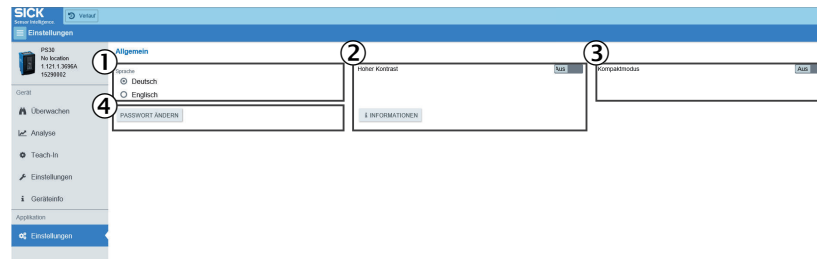 SICK
Sensor Intelligence.
Verlauf
Einstellungen
PS30
No location
1.121.1.3696A
15290802
Gerät
Überwachen
Analyse
Teach-In
Einstellungen
Geräteinfo
Applikation
Einstellungen
Allgemein
1
Sprache
Deutsch
Englisch
2
Hoher Kontrast
Aus
i INFORMATIONEN
3
Kompaktmodus
Aus
4
PASSWORT ÄNDERN